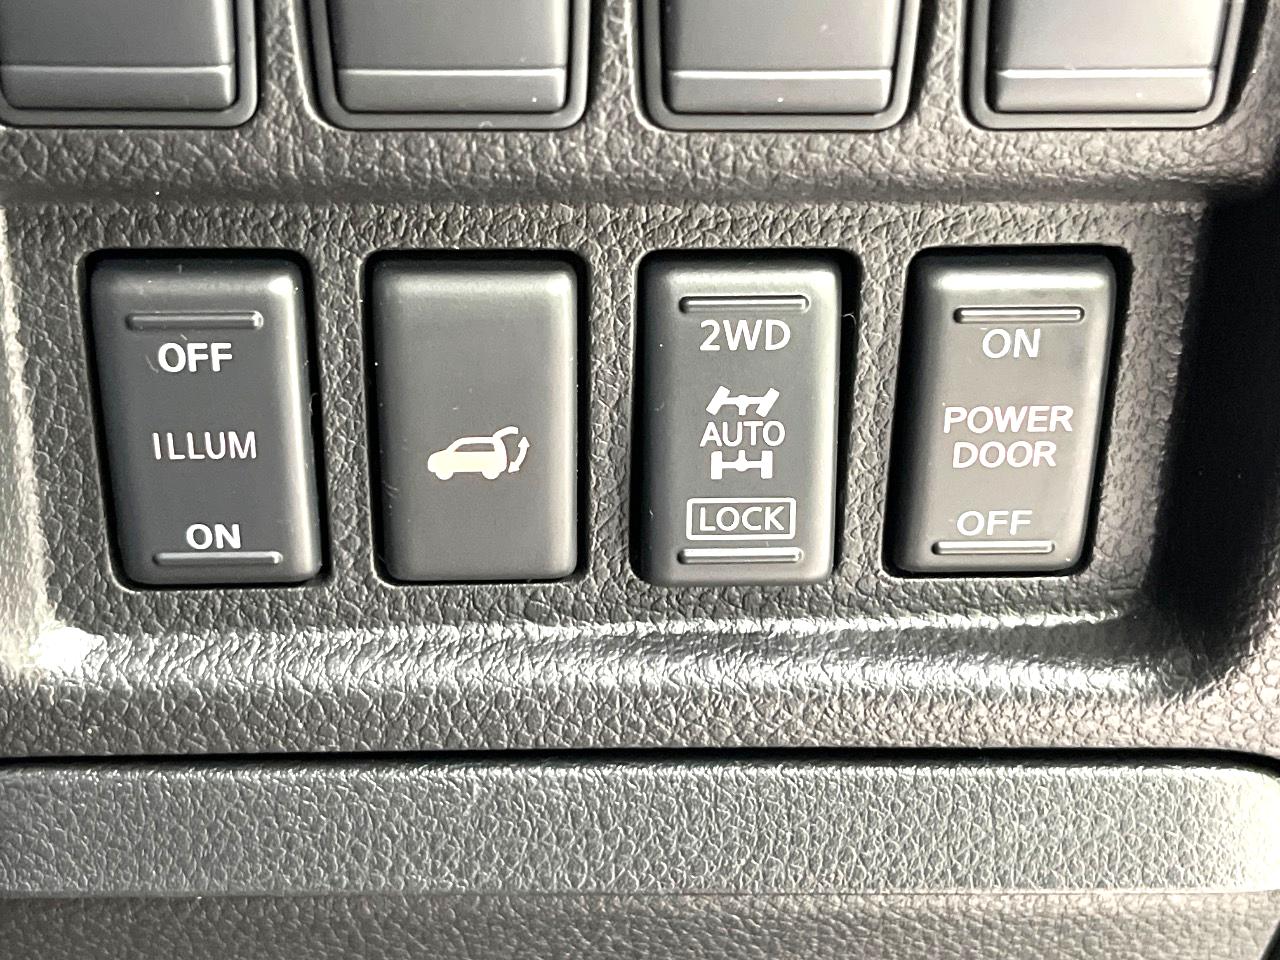 OFF
ILLUM
ON
2WD
AUTO
LOCK
ON
POWER
DOOR
OFF